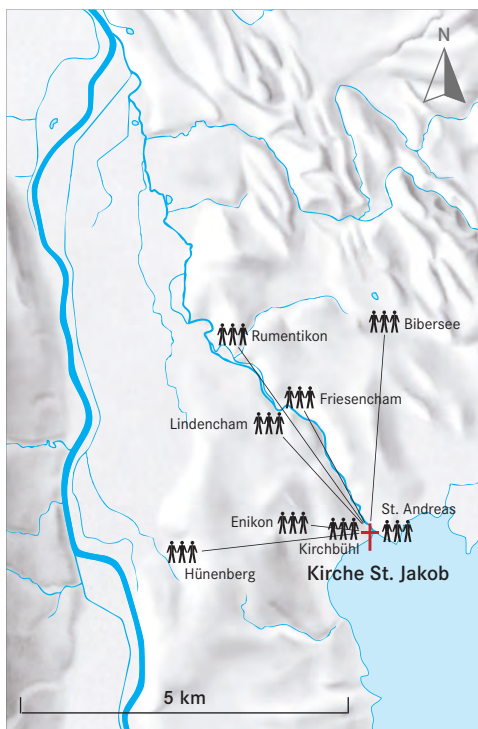 N
Rumentikon
Bibersee
Friesencham
Lindencham
St. Andreas
Enikon
Kirchbühl
Hünenberg
Kirche St. Jakob
5 km